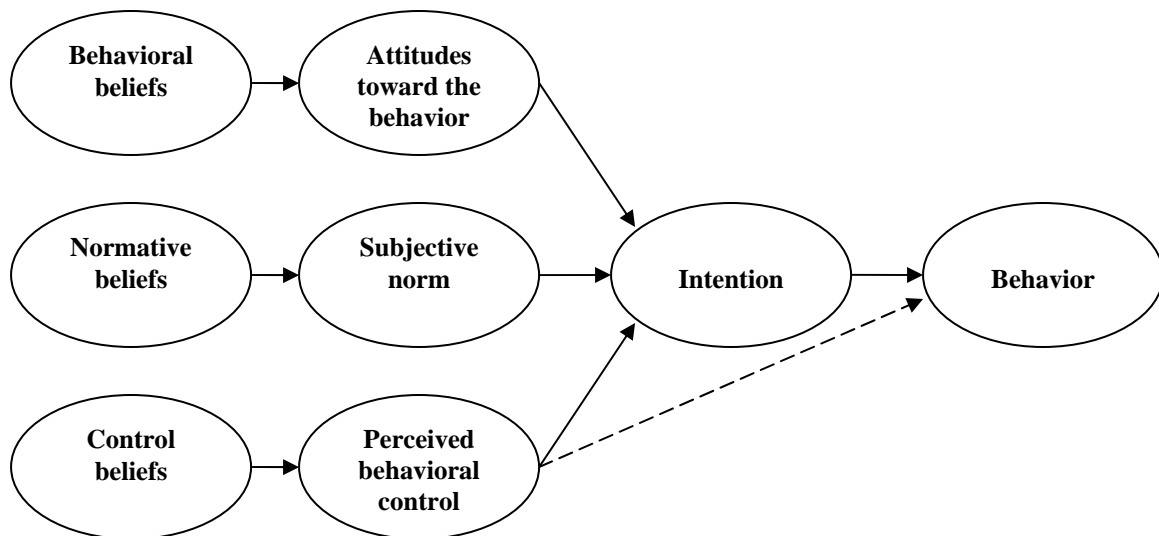 Behavioral
beliefs
Attitudes
toward the
behavior
Normative
beliefs
Subjective
norm
Intention
Behavior
Control
beliefs
Perceived
behavioral
control